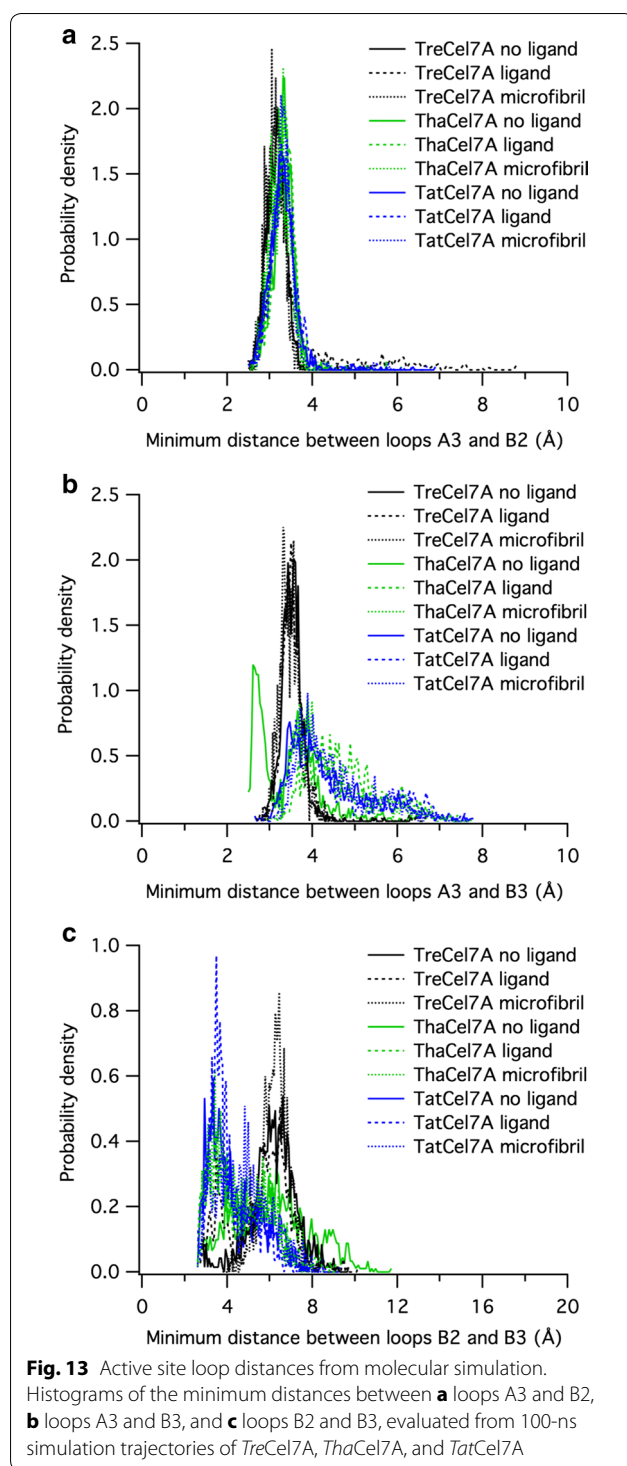 a
2.5
2.0
1.5
1.0
0.5
0.0
Probability density
TreCel7A no ligand
TreCel7A ligand
TreCel7A microfibril
ThaCel7A no ligand
ThaCel7A ligand
ThaCel7A microfibril
TatCel7A no ligand
TatCel7A ligand
TatCel7A microfibril
0 2 4 6 8 10
Minimum distance between loops A3 and B2 (Å)
b
2.5
2.0
1.5
1.0
0.5
0.0
Probability density
TreCel7A no ligand
TreCel7A ligand
TreCel7A microfibril
ThaCel7A no ligand
ThaCel7A ligand
ThaCel7A microfibril
TatCel7A no ligand
TatCel7A ligand
TatCel7A microfibril
0 2 4 6 8 10
Minimum distance between loops A3 and B3 (Å)
c
1.0
0.8
0.6
0.4
0.2
0.0
Probability density
TreCel7A no ligand
TreCel7A ligand
TreCel7A microfibril
ThaCel7A no ligand
ThaCel7A ligand
ThaCel7A microfibril
TatCel7A no ligand
TatCel7A ligand
TatCel7A microfibril
0 4 8 12 16 20
Minimum distance between loops B2 and B3 (Å)
Fig. 13 Active site loop distances from molecular simulation.
Histograms of the minimum distances between a loops A3 and B2,
b loops A3 and B3, and c loops B2 and B3, evaluated from 100-ns
simulation trajectories of TreCel7A, ThaCel7A, and TatCel7A